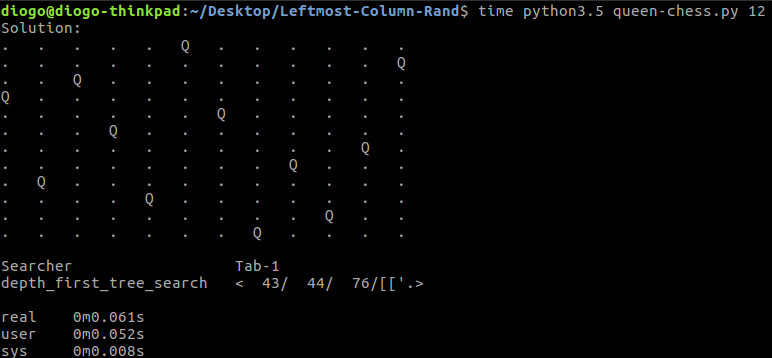 diogo@diogo-thinkpad:~/Desktop/Leftmost-Column-Rand$ time python3.5 queen-chess.py 12
Solution:
.   .   .   .   .   Q   .   .   .   .   .   .
.   .   .   .   .   .   .   .   .   .   .   Q
.   .   Q   .   .   .   .   .   .   .   .   .
Q   .   .   .   .   .   .   .   .   .   .   .
.   .   .   .   .   .   Q   .   .   .   .   .
.   .   .   Q   .   .   .   .   .   .   .   .
.   .   .   .   .   .   .   .   .   .   Q   .
.   .   .   .   .   .   .   .   Q   .   .   .
.   Q   .   .   .   .   .   .   .   .   .   .
.   .   .   .   Q   .   .   .   .   .   .   .
.   .   .   .   .   .   .   .   .   Q   .   .
.   .   .   .   .   .   .   Q   .   .   .   .
Searcher                  Tab-1
depth_first_tree_search   <  43/  44/  76/[['.>
real    0m0.061s
user    0m0.052s
sys     0m0.008s